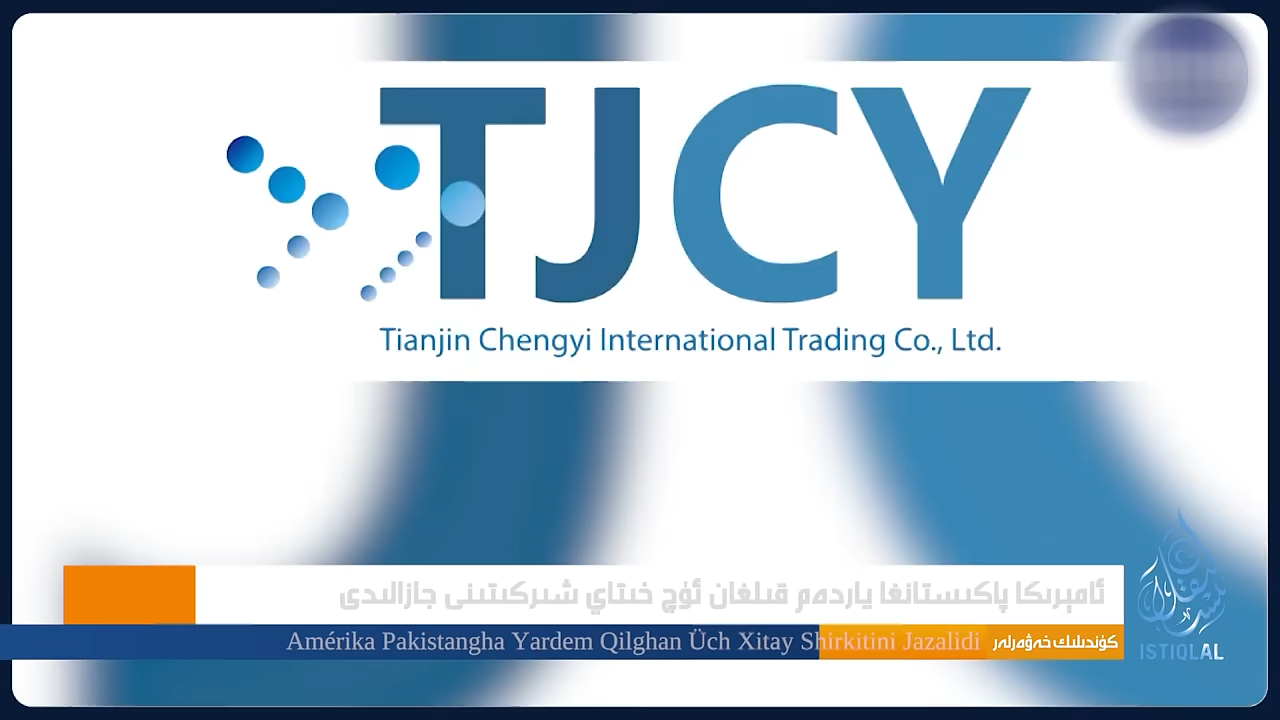 TJCY
Tianjin Chengyi International Trading Co., Ltd.
ئامېرىكا پاكىستانغا ياردەم قىلغان ئۈچ خىتاي شىركىتىنى جازالىدى
Amérika Pakistangha Yardem Qilghan Üch Xitay Shirkitini Jazalidi
كۈندىلىك خەۋەرلەر
ISTIQLAL